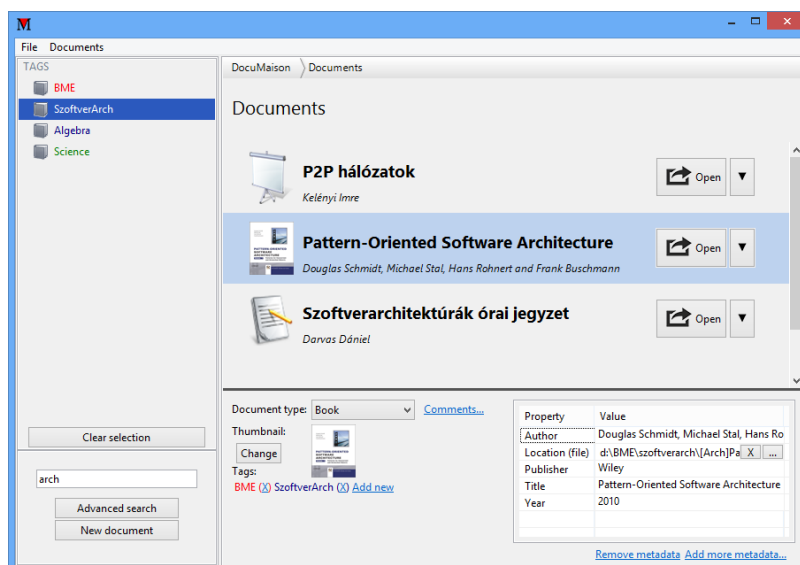 File Documents
TAGS
BME
SzoftverArch
Algebra
Science
Clear selection
arch
Advanced search
New document
DocuMaison Documents
Documents
P2P hálózatok
Kelényi Imre
Open
Pattern-Oriented Software Architecture
Douglas Schmidt, Michael Stal, Hans Rohnert and Frank Buschmann
Open
Szoftverarchitektúrák órai jegyzet
Darvas Dániel
Open
Document type: Book Comments...
Thumbnail:
Change
Tags:
BME (X) SzoftverArch (X) Add new
Property Value
Author Douglas Schmidt, Michael Stal, Hans Ro
Location (file) d:\BME\szoftverarch\[Arch]Pa X ...
Publisher Wiley
Title Pattern-Oriented Software Architecture
Year 2010
Remove metadata Add more metadata...